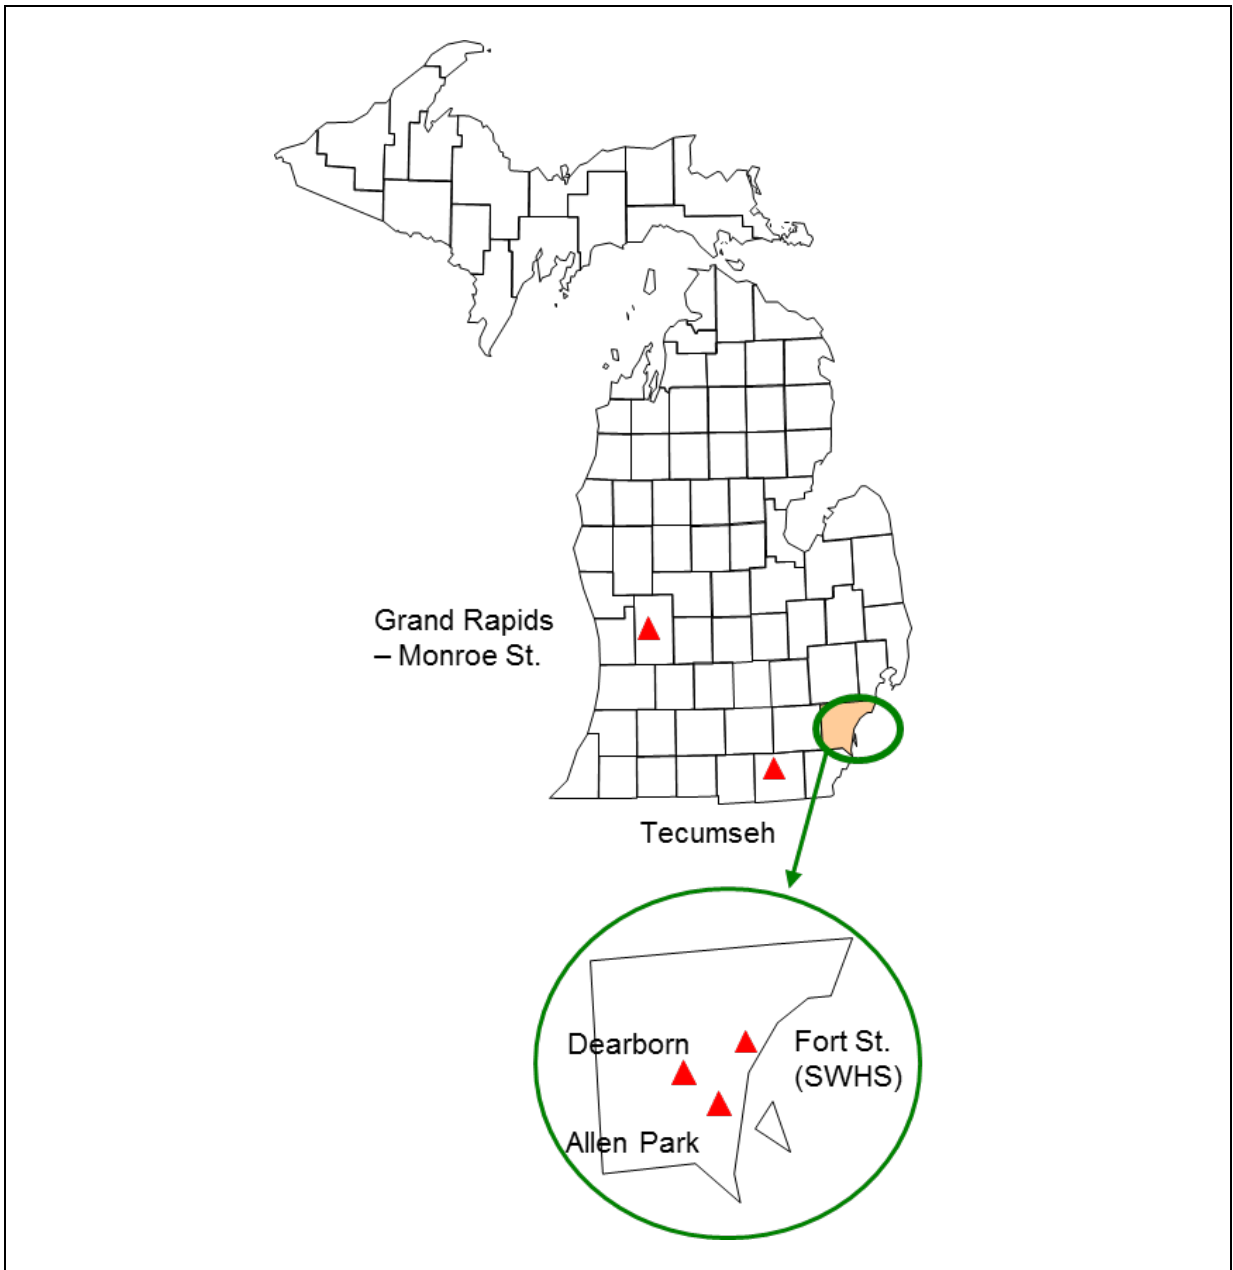 Grand Rapids
– Monroe St.
Tecumseh
Dearborn
Fort St.
(SWHS)
Allen Park